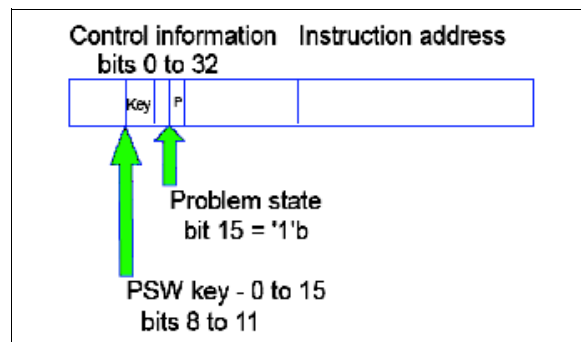 Control information Instruction address
bits 0 to 32
Key P
Problem state
bit 15 = '1'b
PSW key - 0 to 15
bits 8 to 11